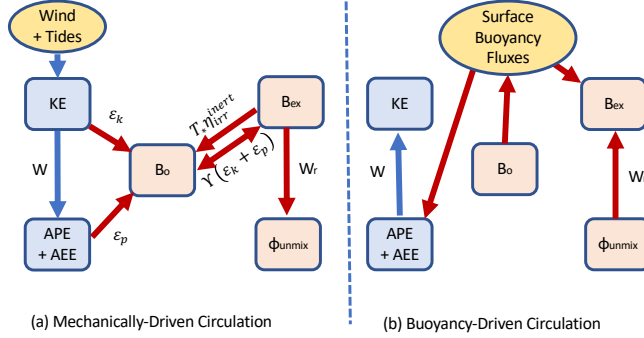 Wind
+ Tides
KE
ε_k
W
APE
+ AEE
ε_p
B_o
T_* η_irr^inert
ϒ(ε_k + ε_p)
B_ex
W_r
ϕ_unmix
(a) Mechanically-Driven Circulation
Surface
Buoyancy
Fluxes
KE
W
APE
+ AEE
B_o
B_ex
W
ϕ_unmix
(b) Buoyancy-Driven Circulation